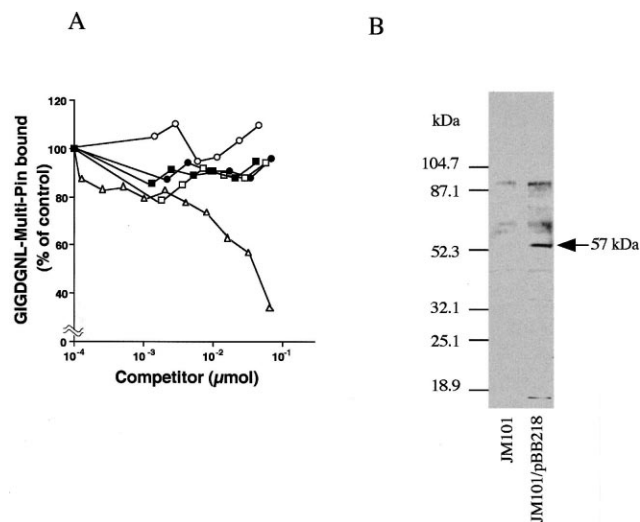 A
GIGDGNL-Multi-Pin bound
(% of control)
120
100
80
60
40
0
10⁻⁴
10⁻³
10⁻²
10⁻¹
Competitor (µmol)
B
kDa
104.7
87.1
52.3
32.1
25.1
18.9
57 kDa
JM101
JM101/pBB218